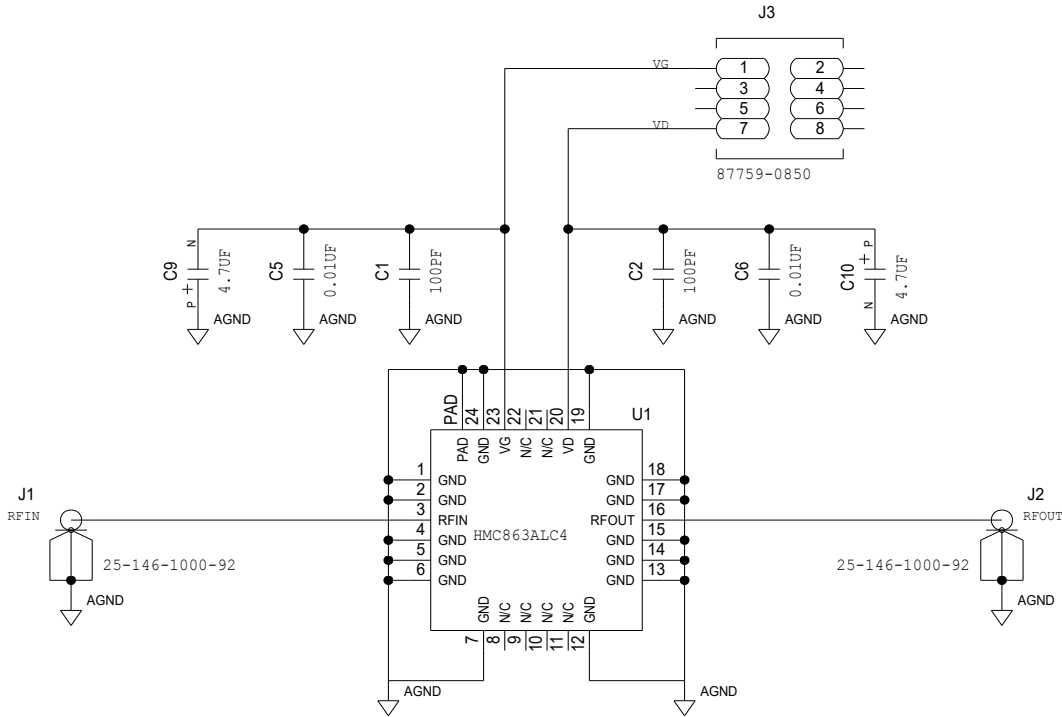 J3
VG
1 2
3 4
5 6
VD
7 8
87759-0850
N
C9
4.7UF
P +
AGND
C5
0.01UF
AGND
C1
100PF
AGND
C2
100PF
AGND
C6
0.01UF
AGND
+ P
C10
4.7UF
N
AGND
U1
PAD
24
23
22
21
20
19
PAD
GND
VG
N/C
N/C
VD
GND
1 GND
2 GND
3 RFIN
4 GND
5 GND
6 GND
HMC863ALC4
GND 18
GND 17
RFOUT 16
GND 15
GND 14
GND 13
GND
N/C
N/C
N/C
N/C
GND
7
8
9
10
11
12
AGND
AGND
J1
RFIN
25-146-1000-92
AGND
J2
RFOUT
25-146-1000-92
AGND